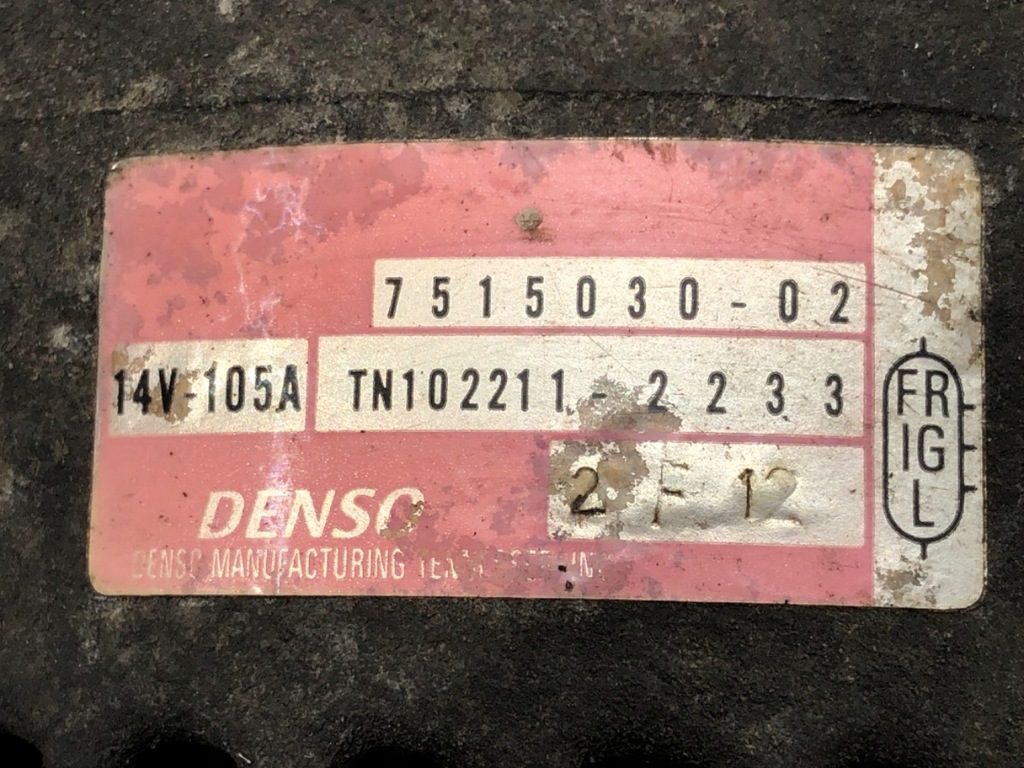 7515030-02
14V-105A TN102211-2233
FR
IG
L
2 F 12
DENSO
DENSO MANUFACTURING